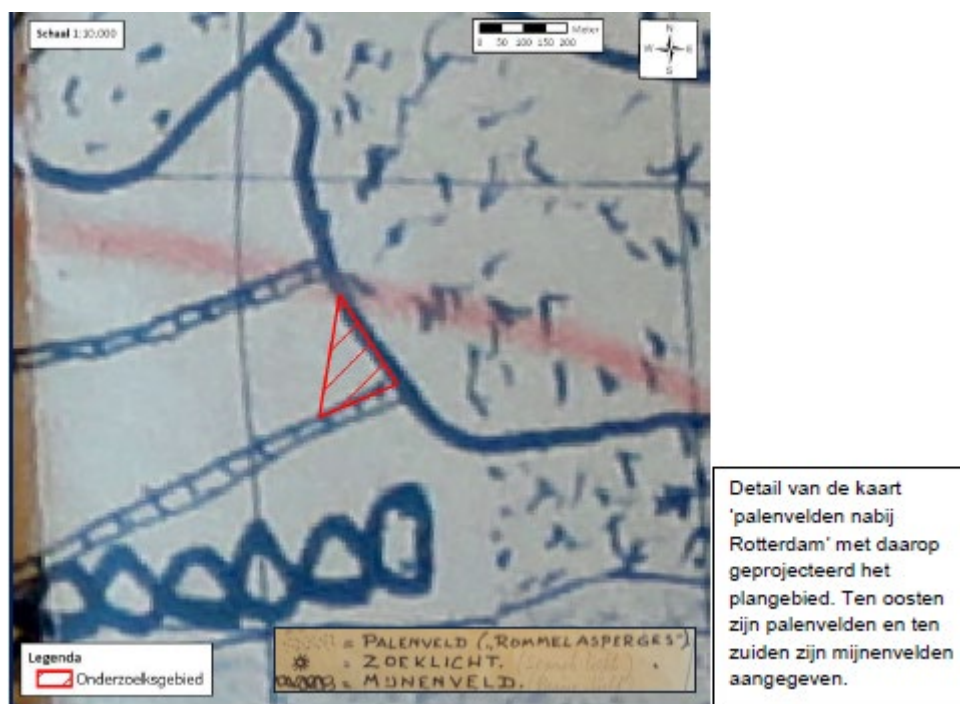 Schaal 1:10.000
Meter
0 50 100 150 200
N
W E
S
Detail van de kaart
'palenvelden nabij
Rotterdam' met daarop
geprojecteerd het
plangebied. Ten oosten
zijn palenvelden en ten
zuiden zijn mijnenvelden
aangegeven.
= PALENVELD („ROMMELASPERGES")
= ZOEKLICHT.
= MIJNENVELD.
Legenda
Onderzoeksgebied